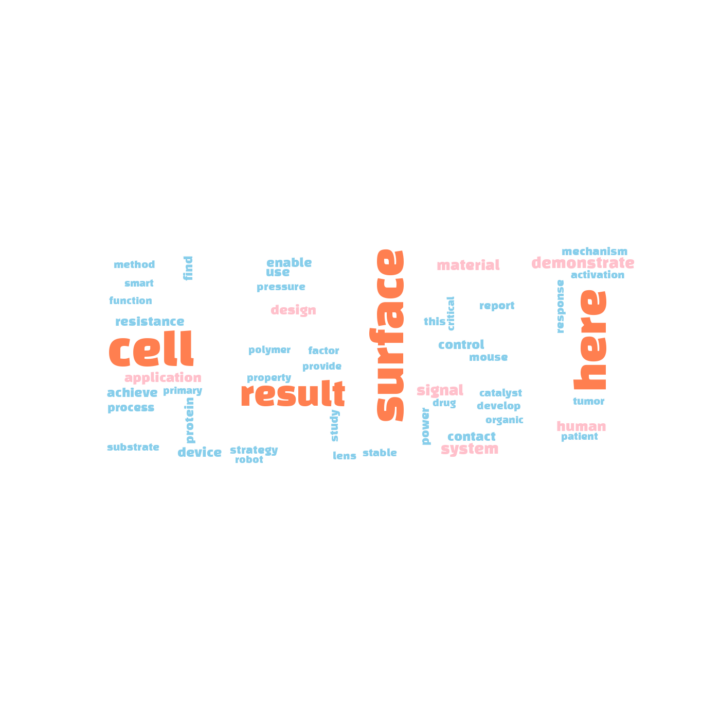 method
find
smart
function
resistance
cell
application
achieve
primary
process
protein
substrate
device
strategy
robot
enable
use
pressure
design
polymer
factor
provide
property
result
study
lens
stable
surface
material
critical
report
this
control
mouse
signal
catalyst
drug
develop
power
organic
contact
system
mechanism
demonstrate
activation
response
here
tumor
human
patient